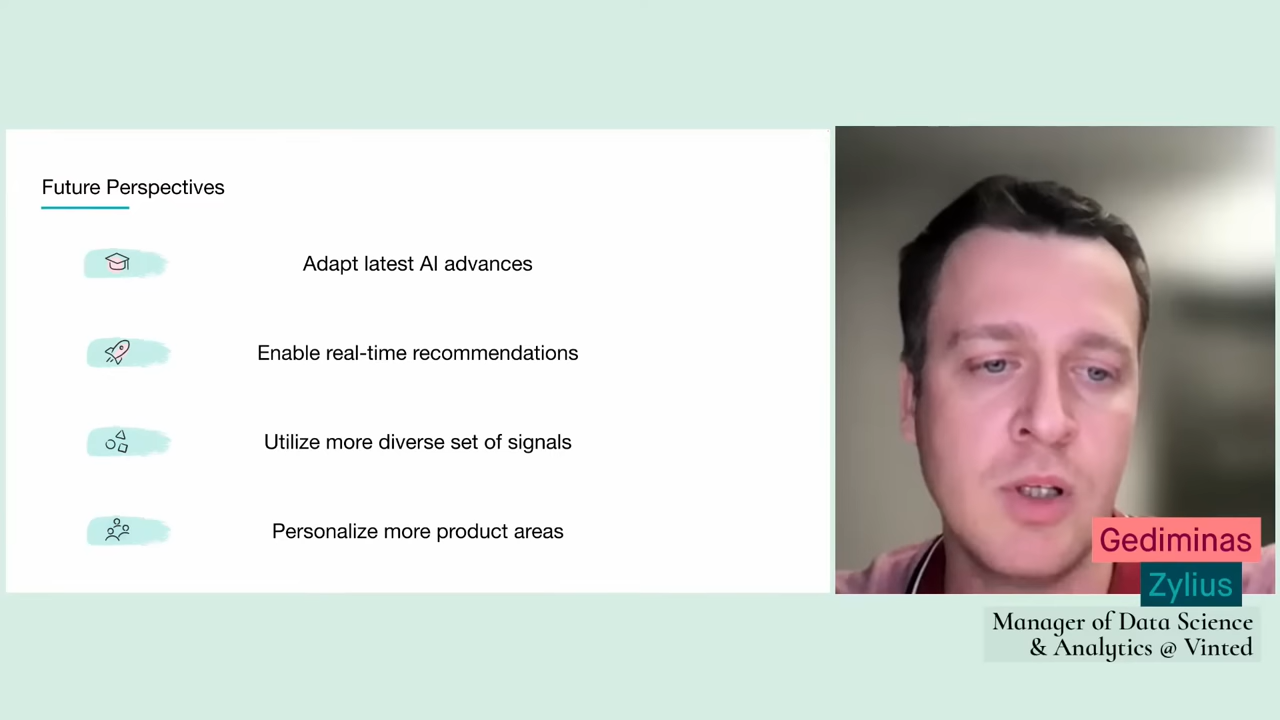 Future Perspectives
Adapt latest AI advances
Enable real-time recommendations
Utilize more diverse set of signals
Personalize more product areas
Gediminas
Zylius
Manager of Data Science
& Analytics @ Vinted